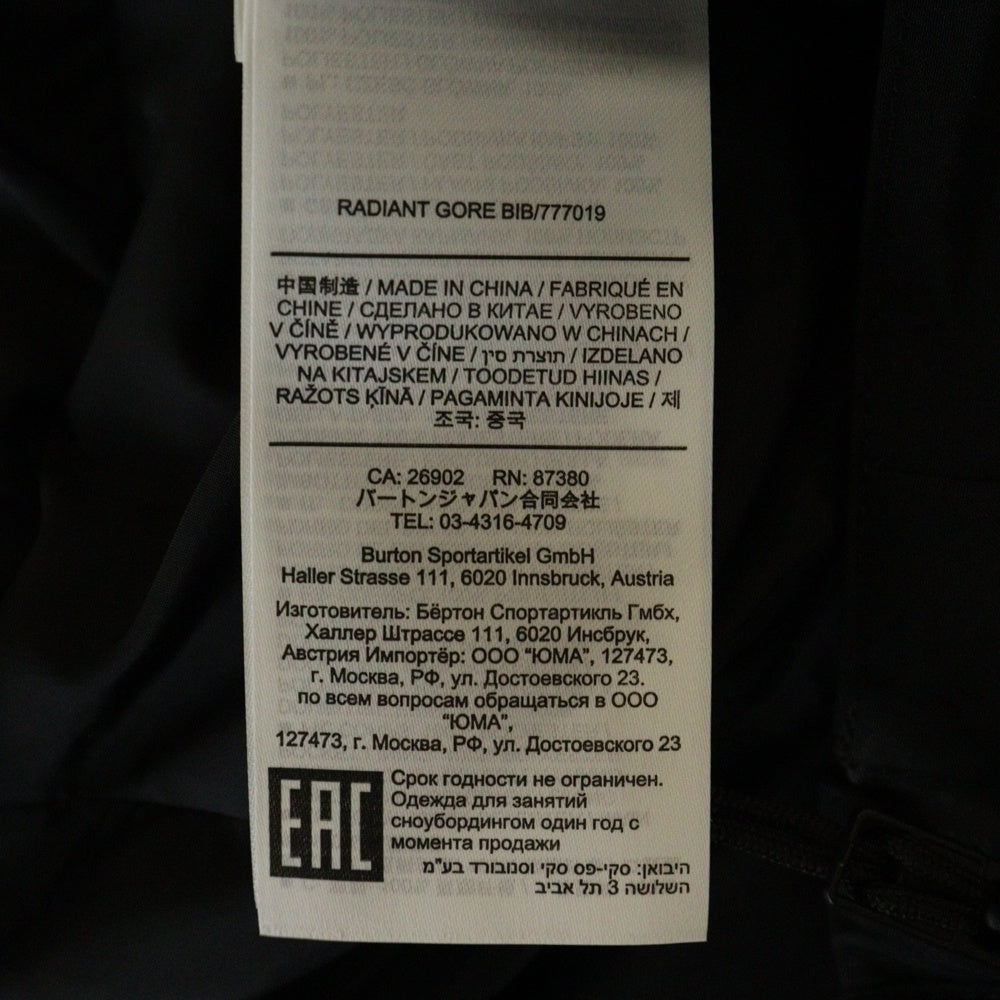 RADIANT GORE BIB/777019
中国制造 / MADE IN CHINA / FABRIQUÉ EN
CHINE / СДЕЛАНО В КИТАЕ / VYROBENO
V ČÍNĚ / WYPRODUKOWANO W CHINACH /
VYROBENÉ V ČÍNE / תוצרת סין / IZDELANO
NA KITAJSKEM / TOODETUD HIINAS /
RAŽOTS ĶĪNĀ / PAGAMINTA KINIJOJE / 제
조국: 중국
CA: 26902 RN: 87380
バートンジャパン合同会社
TEL: 03-4316-4709
Burton Sportartikel GmbH
Haller Strasse 111, 6020 Innsbruck, Austria
Изготовитель: Бёртон Спортартикль Гмбх,
Халлер Штрассе 111, 6020 Инсбрук,
Австрия Импортёр: ООО “ЮМА”, 127473,
г. Москва, РФ, ул. Достоевского 23.
по всем вопросам обращаться в ООО
“ЮМА”,
127473, г. Москва, РФ, ул. Достоевского 23
EAC
Срок годности не ограничен.
Одежда для занятий
сноубордингом один год с
момента продажи
היבואן: סקי-פס סקי וסנובורד בע"מ
השלושה 3 תל אביב